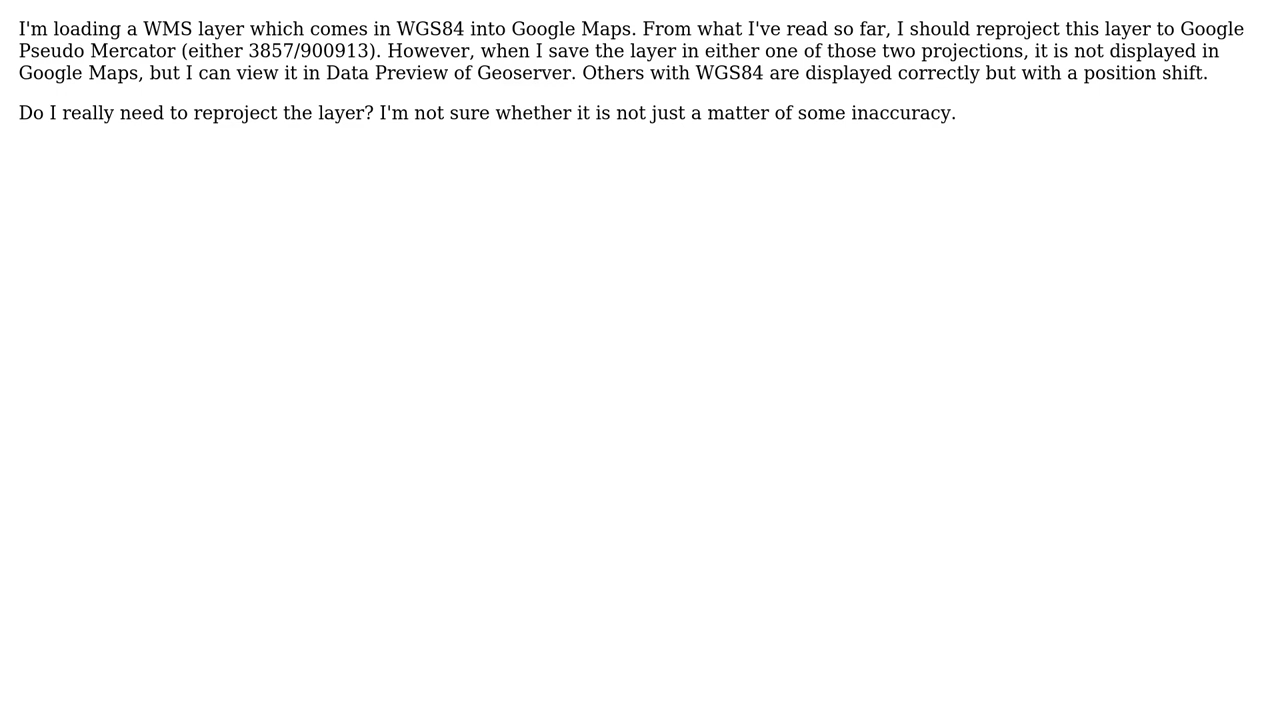 I'm loading a WMS layer which comes in WGS84 into Google Maps. From what I've read so far, I should reproject this layer to Google
Pseudo Mercator (either 3857/900913). However, when I save the layer in either one of those two projections, it is not displayed in
Google Maps, but I can view it in Data Preview of Geoserver. Others with WGS84 are displayed correctly but with a position shift.
Do I really need to reproject the layer? I'm not sure whether it is not just a matter of some inaccuracy.